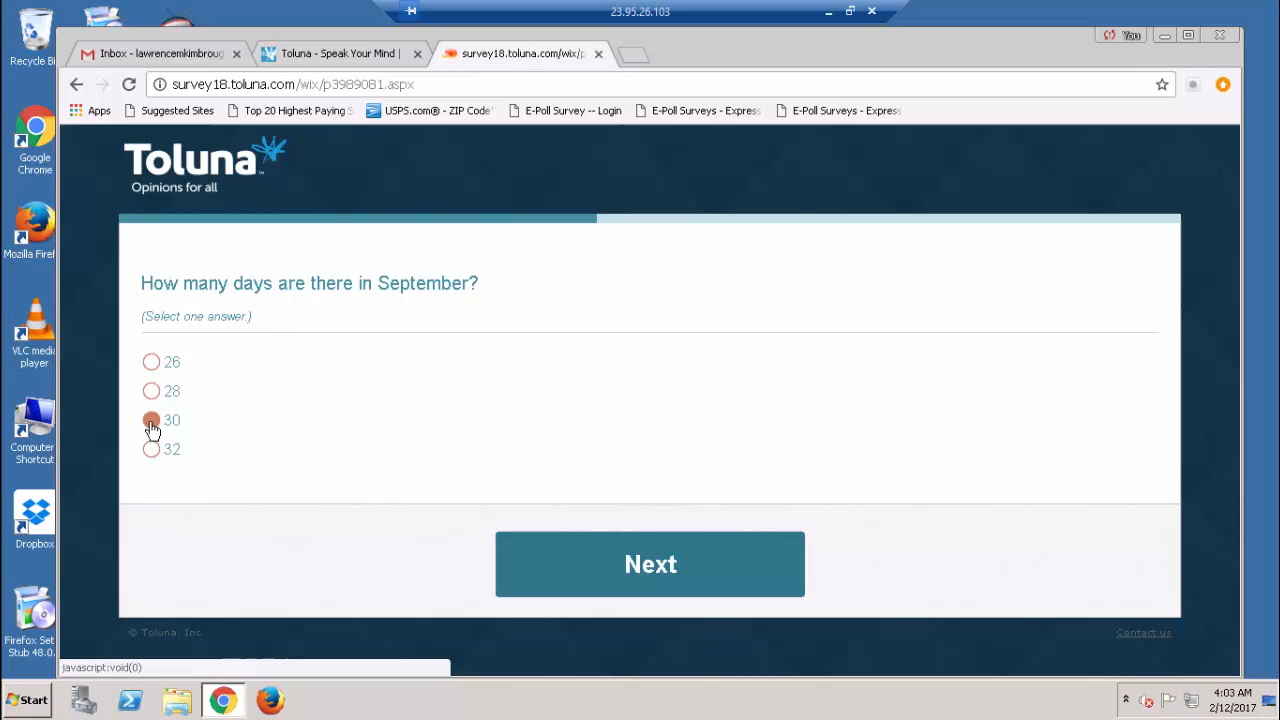 23.95.26.103
Recycle Bi
Inbox - lawrencemkimbroug
Toluna - Speak Your Mind |
survey18.toluna.com/wix/p
You
survey18.toluna.com/wix/p3989081.aspx
Apps
Suggested Sites
Top 20 Highest Paying S
USPS.com® - ZIP Code
E-Poll Survey -- Login
E-Poll Surveys - Express
E-Poll Surveys - Express
Google
Chrome
Toluna
Opinions for all
Mozilla Firef
How many days are there in September?
(Select one answer.)
VLC medi
player
26
28
30
32
Computer
Shortcut
Dropbox
Next
Firefox Set
Stub 48.0.
© Toluna, Inc.
Contact us
javascript:void(0)
Start
4:03 AM
2/12/2017